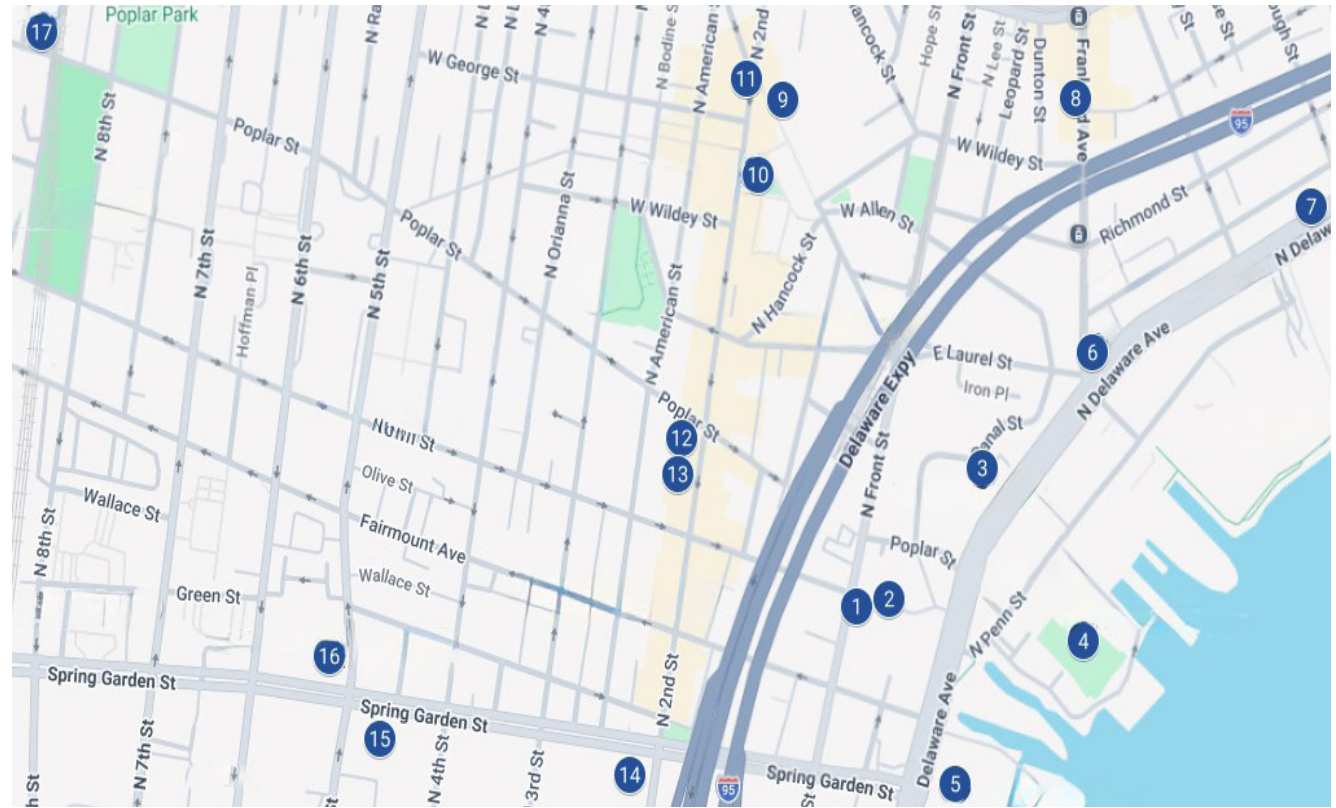 Poplar Park
17
N 8th St
Poplar St
N Ra
N L
N L
N 4t
W George St
N Bodine S
N American S
N 2nd S
11
9
Hancock St
Hope St
N Front St
N Lee St
Leopard St
Dunton St
8
Ave
95
10
W Wildey St
W Wildey St
W Allen St
Richmond St
7
N Delaw
Poplar St
N Orianna St
N 7th St
Hoffman Pl
N 6th St
N 5th St
N American St
N Hancock St
E Laurel St
Iron Pl
6
N Delaware Ave
Delaware Expy
Poplar St
12
13
3
N Front St
Olive St
Wallace St
Fairmount Ave
Wallace St
Green St
N 8th St
Poplar St
1
2
N Penn St
4
16
Spring Garden St
Spring Garden St
15
N 7th St
N 4th St
3rd St
N 2nd St
14
95
Spring Garden St
Delaware Ave
5